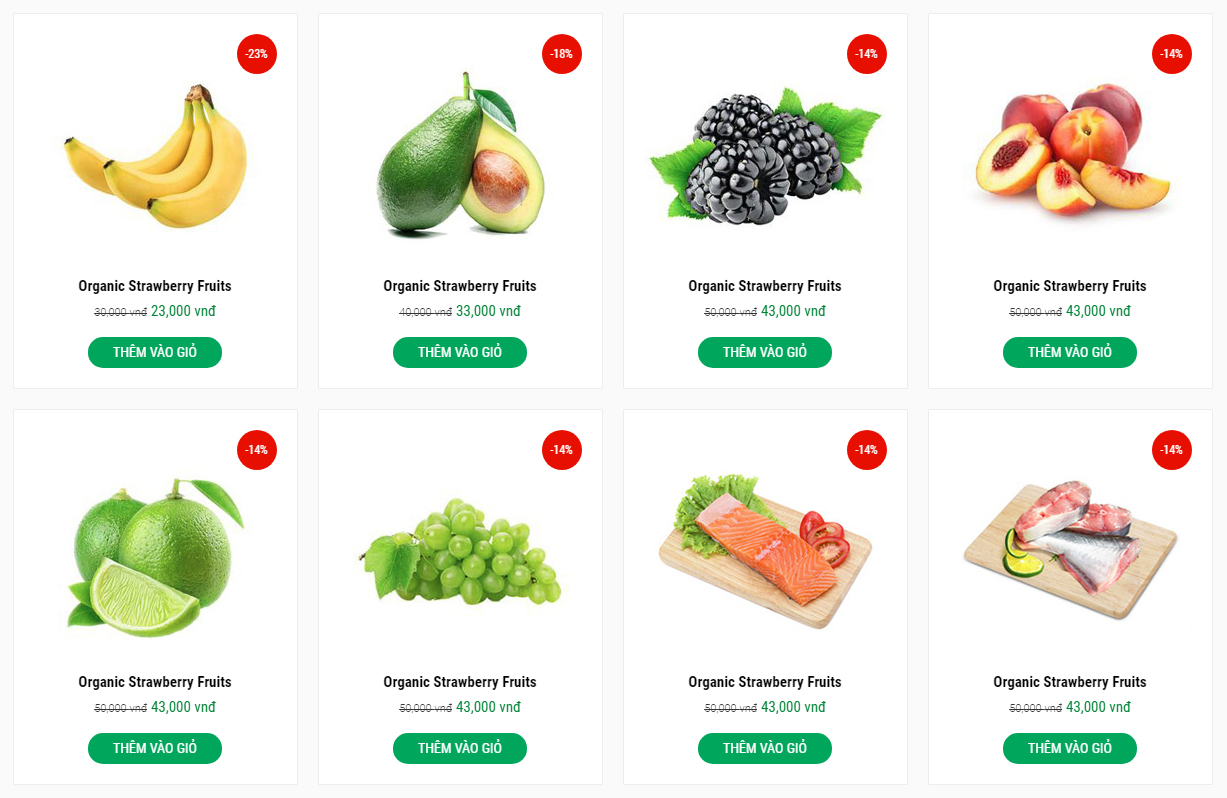 -23%
-18%
-14%
-14%
Organic Strawberry Fruits
Organic Strawberry Fruits
Organic Strawberry Fruits
Organic Strawberry Fruits
30,000 vnđ 23,000 vnđ
40,000 vnđ 33,000 vnđ
50,000 vnđ 43,000 vnđ
50,000 vnđ 43,000 vnđ
THÊM VÀO GIỎ
THÊM VÀO GIỎ
THÊM VÀO GIỎ
THÊM VÀO GIỎ
-14%
-14%
-14%
-14%
Organic Strawberry Fruits
Organic Strawberry Fruits
Organic Strawberry Fruits
Organic Strawberry Fruits
50,000 vnđ 43,000 vnđ
50,000 vnđ 43,000 vnđ
50,000 vnđ 43,000 vnđ
50,000 vnđ 43,000 vnđ
THÊM VÀO GIỎ
THÊM VÀO GIỎ
THÊM VÀO GIỎ
THÊM VÀO GIỎ